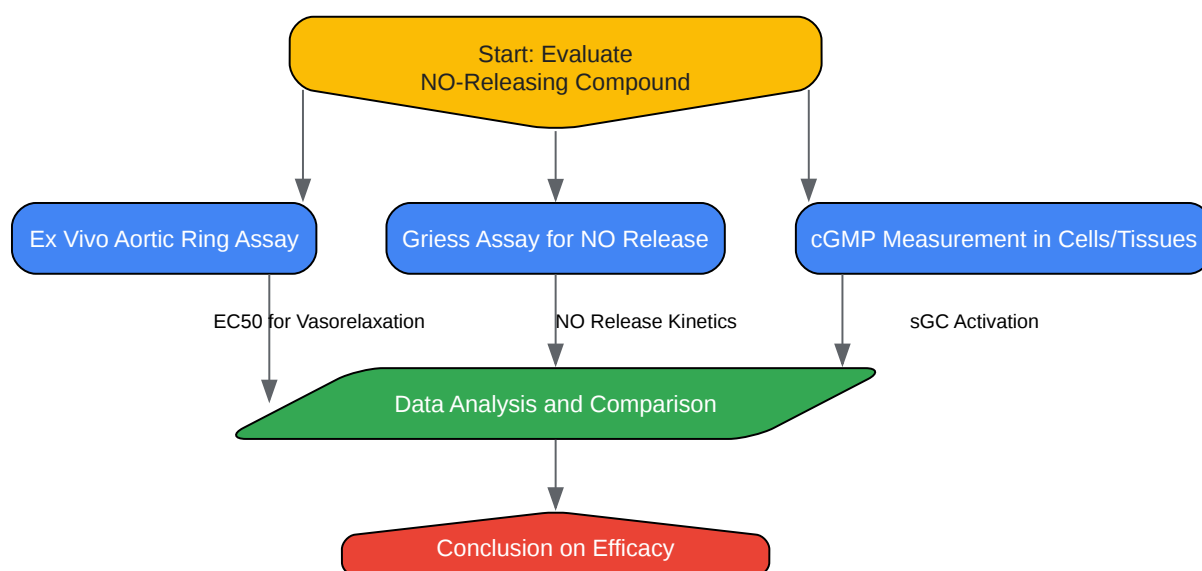 Start: Evaluate
NO-Releasing Compound
Ex Vivo Aortic Ring Assay
Griess Assay for NO Release
cGMP Measurement in Cells/Tissues
EC50 for Vasorelaxation
NO Release Kinetics
sGC Activation
Data Analysis and Comparison
Conclusion on Efficacy